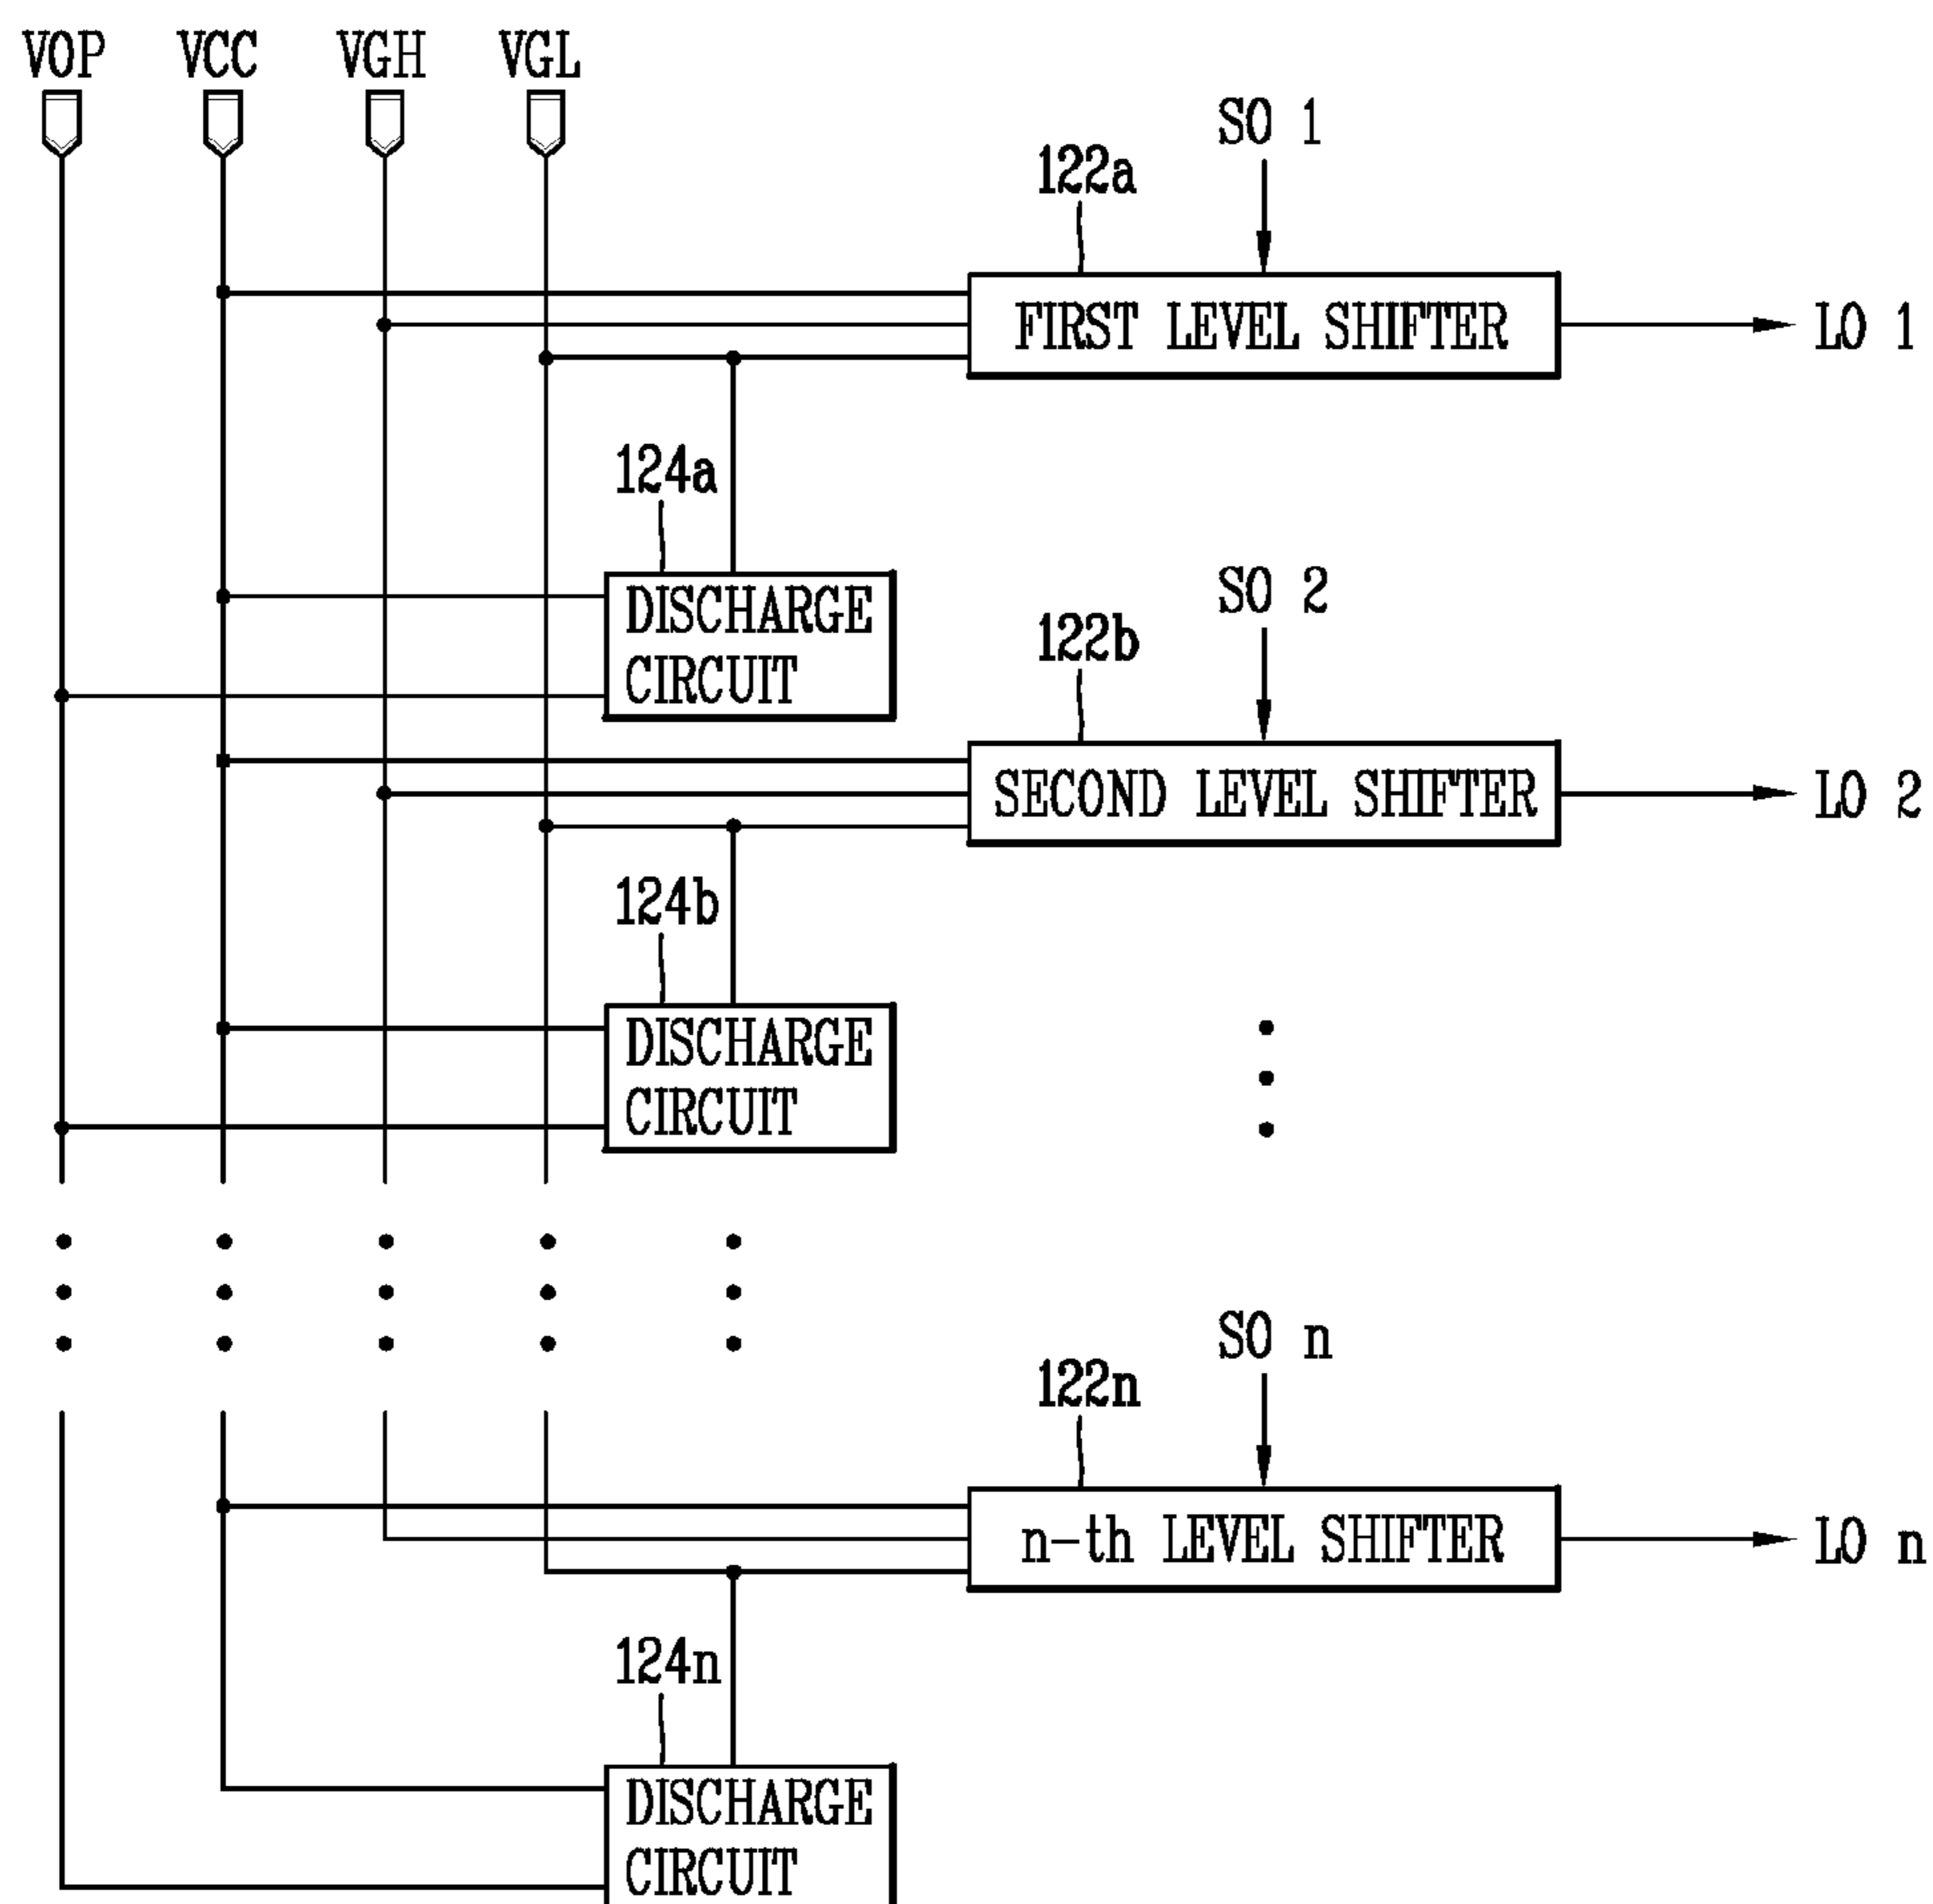 VOP VCC VGH VGL
SO 1
122a
FIRST LEVEL SHIFTER
LO 1
124a
DISCHARGE
CIRCUIT
SO 2
122b
SECOND LEVEL SHIFTER
LO 2
124b
DISCHARGE
CIRCUIT
SO n
122n
n-th LEVEL SHIFTER
LO n
124n
DISCHARGE
CIRCUIT